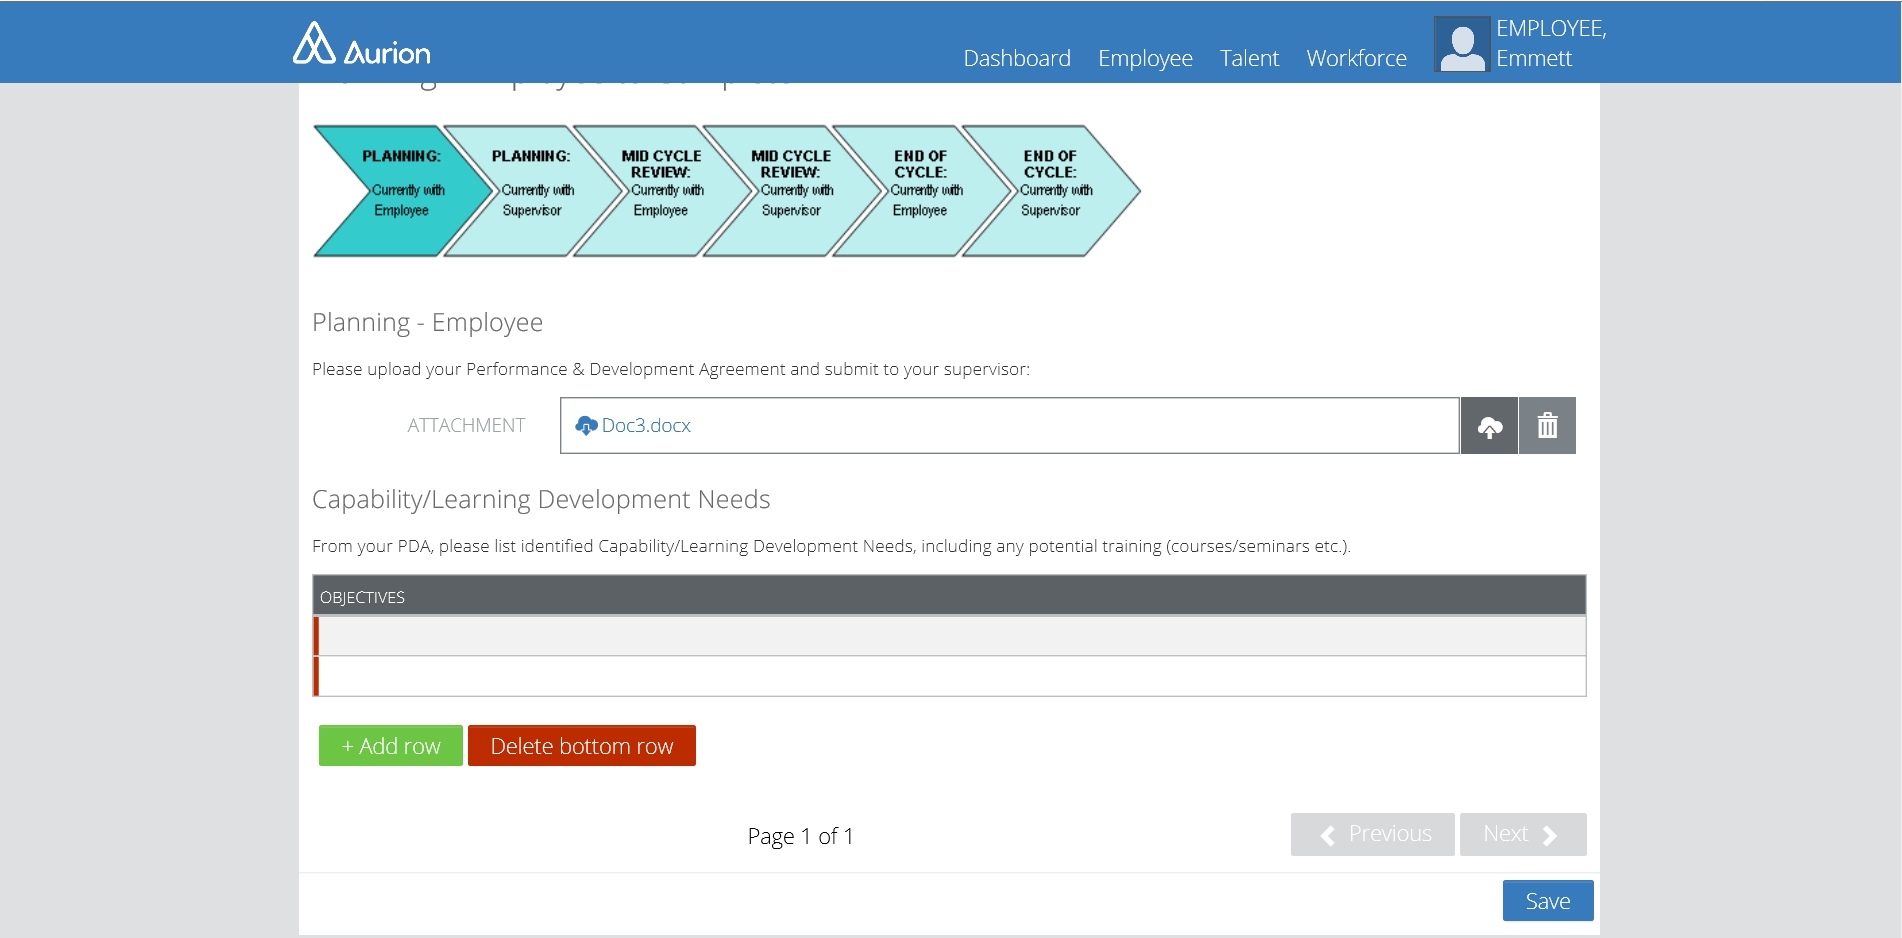 Aurion
Dashboard Employee Talent Workforce
EMPLOYEE,
Emmett
PLANNING:
Currently with
Employee
PLANNING:
Currently with
Supervisor
MID CYCLE
REVIEW:
Currently with
Employee
MID CYCLE
REVIEW:
Currently with
Supervisor
END OF
CYCLE:
Currently with
Employee
END OF
CYCLE:
Currently with
Supervisor
Planning - Employee
Please upload your Performance & Development Agreement and submit to your supervisor:
ATTACHMENT Doc3.docx
Capability/Learning Development Needs
From your PDA, please list identified Capability/Learning Development Needs, including any potential training (courses/seminars etc.).
OBJECTIVES
+ Add row Delete bottom row
Page 1 of 1 Previous Next
Save